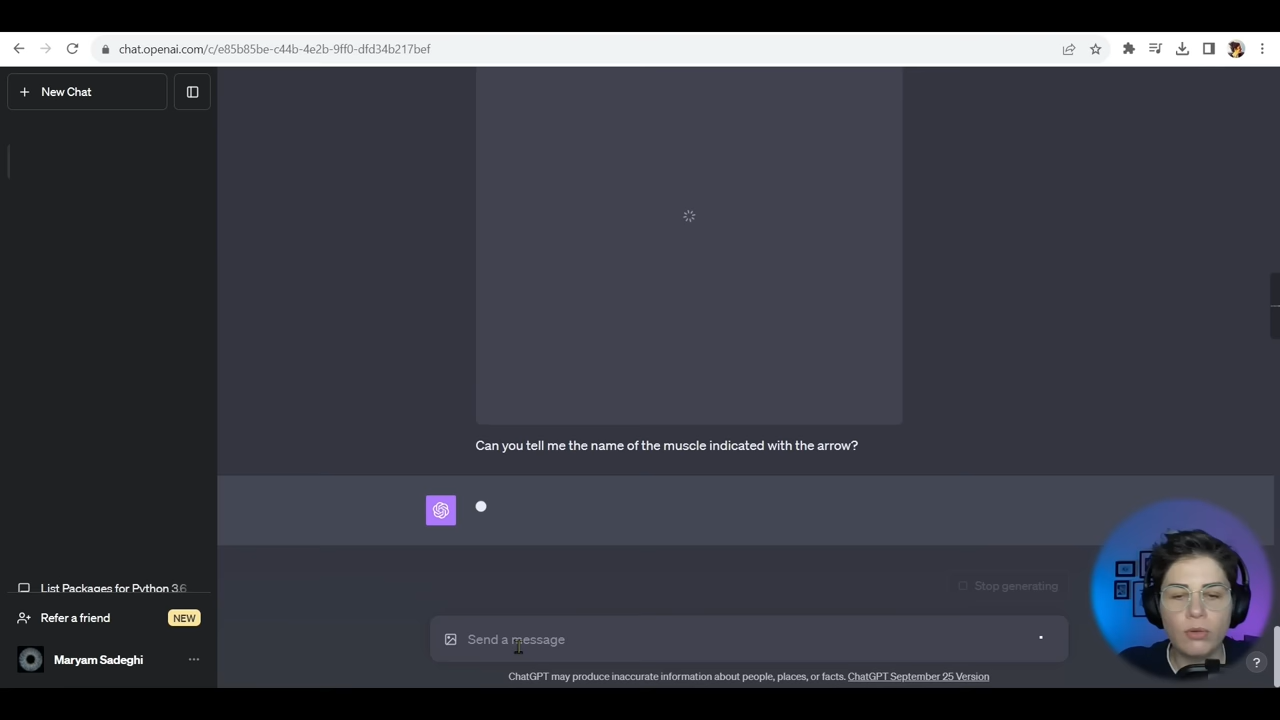 chat.openai.com/c/e85b85be-c44b-4e2b-9ff0-dfd34b217bef
New Chat
Can you tell me the name of the muscle indicated with the arrow?
List Packages for Python 3.6
Stop generating
Refer a friend
NEW
Send a message
Maryam Sadeghi
ChatGPT may produce inaccurate information about people, places, or facts. ChatGPT September 25 Version
?